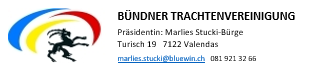 BÜNDNER TRACHTENVEREINIGUNG
Präsidentin: Marlies Stucki-Bürge
Turisch 19   7122 Valendas
marlies.stucki@bluewin.ch   081 921 32 66